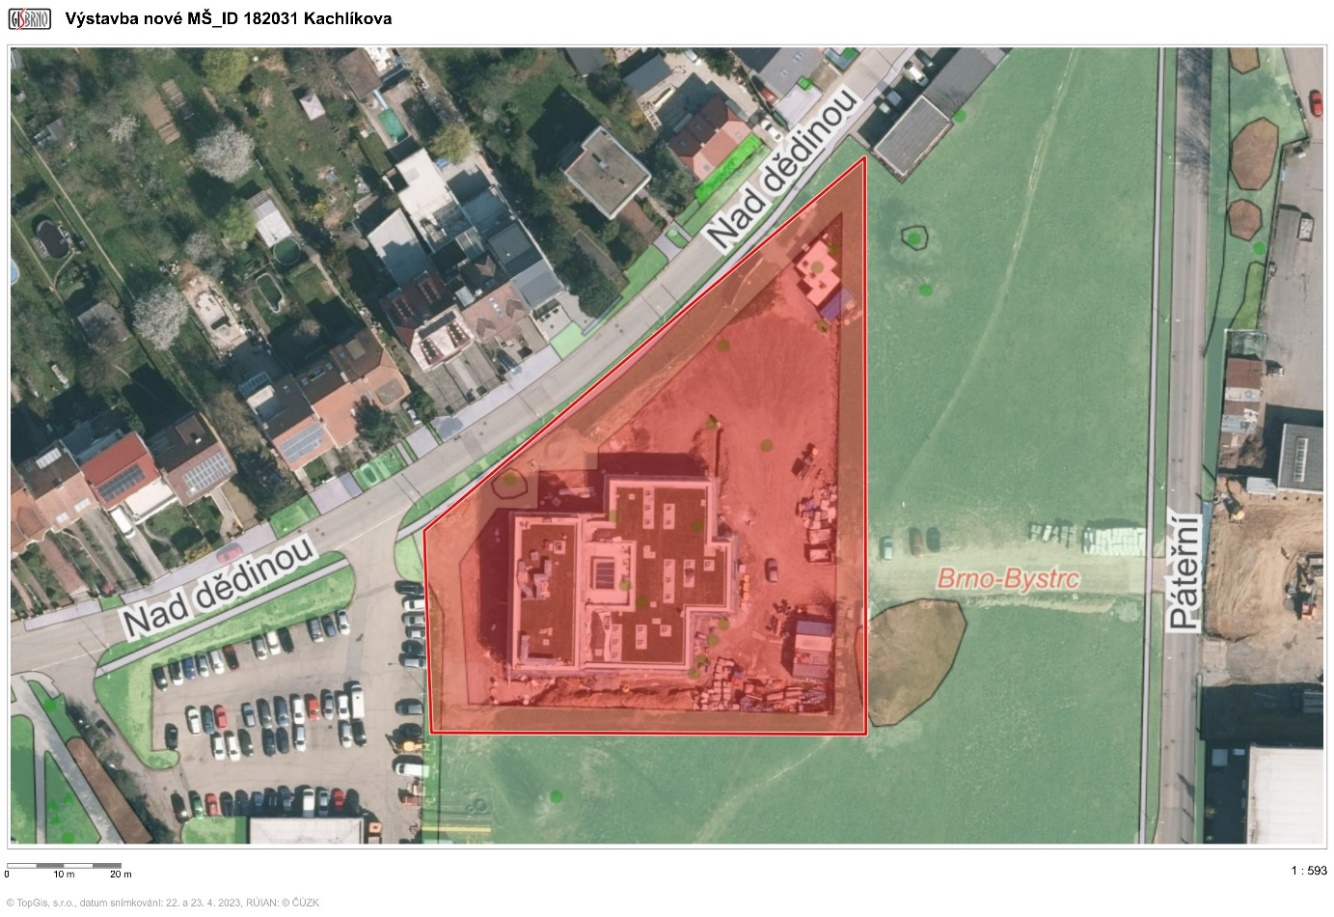 GISBRNO
Výstavba nové MŠ_ID 182031 Kachlíkova
Nad dědinou
Nad dědinou
Brno-Bystrc
Páteřní
0 10 m 20 m
1 : 593
© TopGis, s.r.o., datum snímkování: 22. a 23. 4. 2023, RÚIAN: © ČÚZK